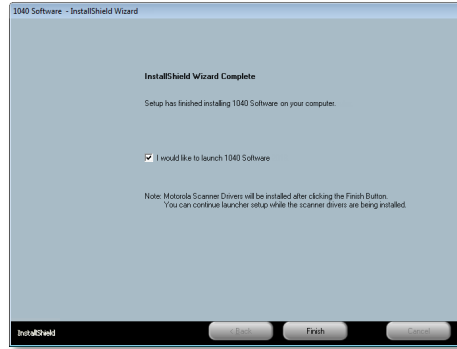 1040 Software - InstallShield Wizard
InstallShield Wizard Complete
Setup has finished installing 1040 Software on your computer.
I would like to launch 1040 Software
Note: Motorola Scanner Drivers will be installed after clicking the Finish Button.
You can continue launcher setup while the scanner drivers are being installed.
InstallShield
< Back
Finish
Cancel